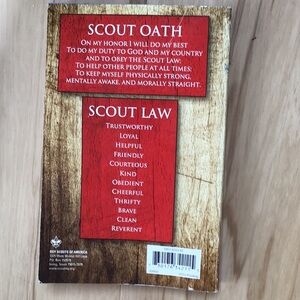 SCOUT OATH
ON MY HONOR I WILL DO MY BEST
TO DO MY DUTY TO GOD AND MY COUNTRY
AND TO OBEY THE SCOUT LAW;
TO HELP OTHER PEOPLE AT ALL TIMES;
TO KEEP MYSELF PHYSICALLY STRONG,
MENTALLY AWAKE, AND MORALLY STRAIGHT.
SCOUT LAW
TRUSTWORTHY
LOYAL
HELPFUL
FRIENDLY
COURTEOUS
KIND
OBEDIENT
CHEERFUL
THRIFTY
BRAVE
CLEAN
REVERENT
BOY SCOUTS OF AMERICA